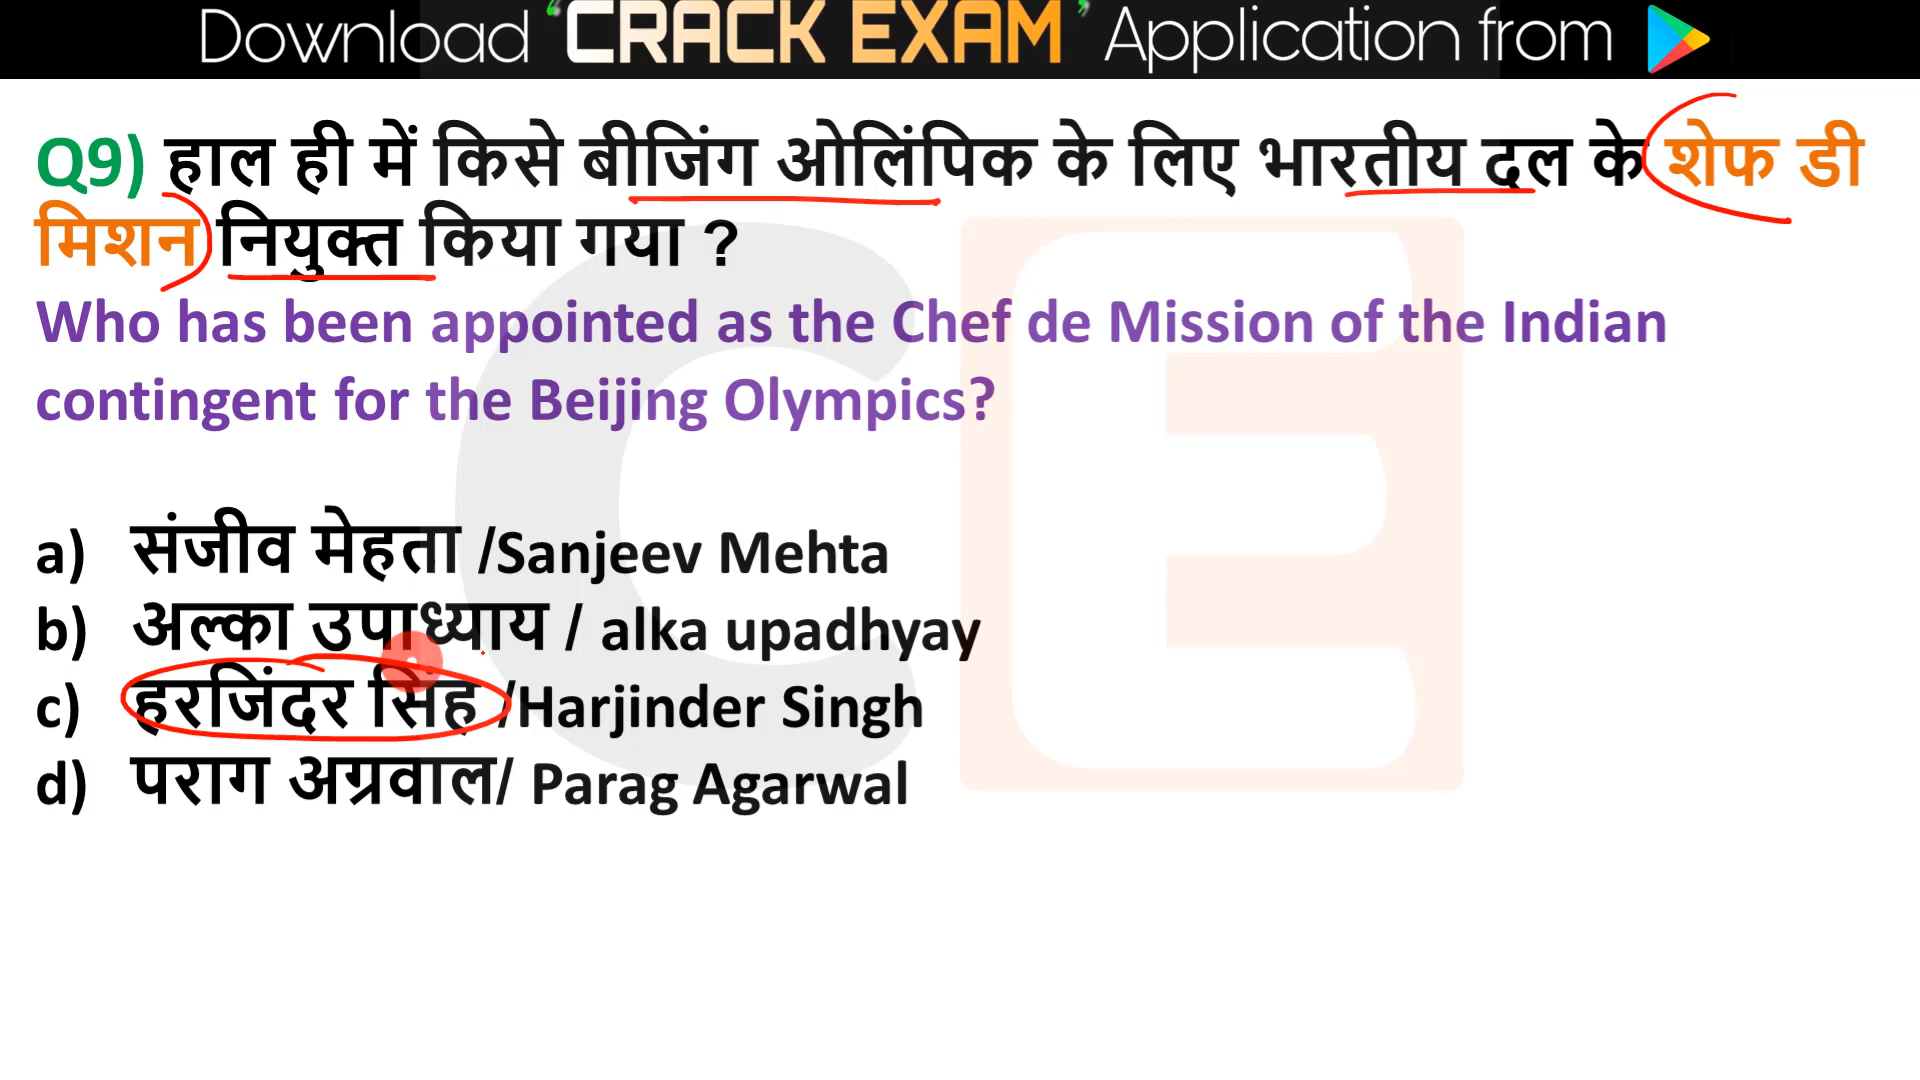 Download ‘CRACK EXAM’ Application from
Q9) हाल ही में किसे बीजिंग ओलिंपिक के लिए भारतीय दल के शेफ डी
मिशन नियुक्त किया गया ?
Who has been appointed as the Chef de Mission of the Indian
contingent for the Beijing Olympics?
a) संजीव मेहता /Sanjeev Mehta
b) अल्का उपाध्याय / alka upadhyay
c) हरजिंदर सिंह /Harjinder Singh
d) पराग अग्रवाल/ Parag Agarwal
CE